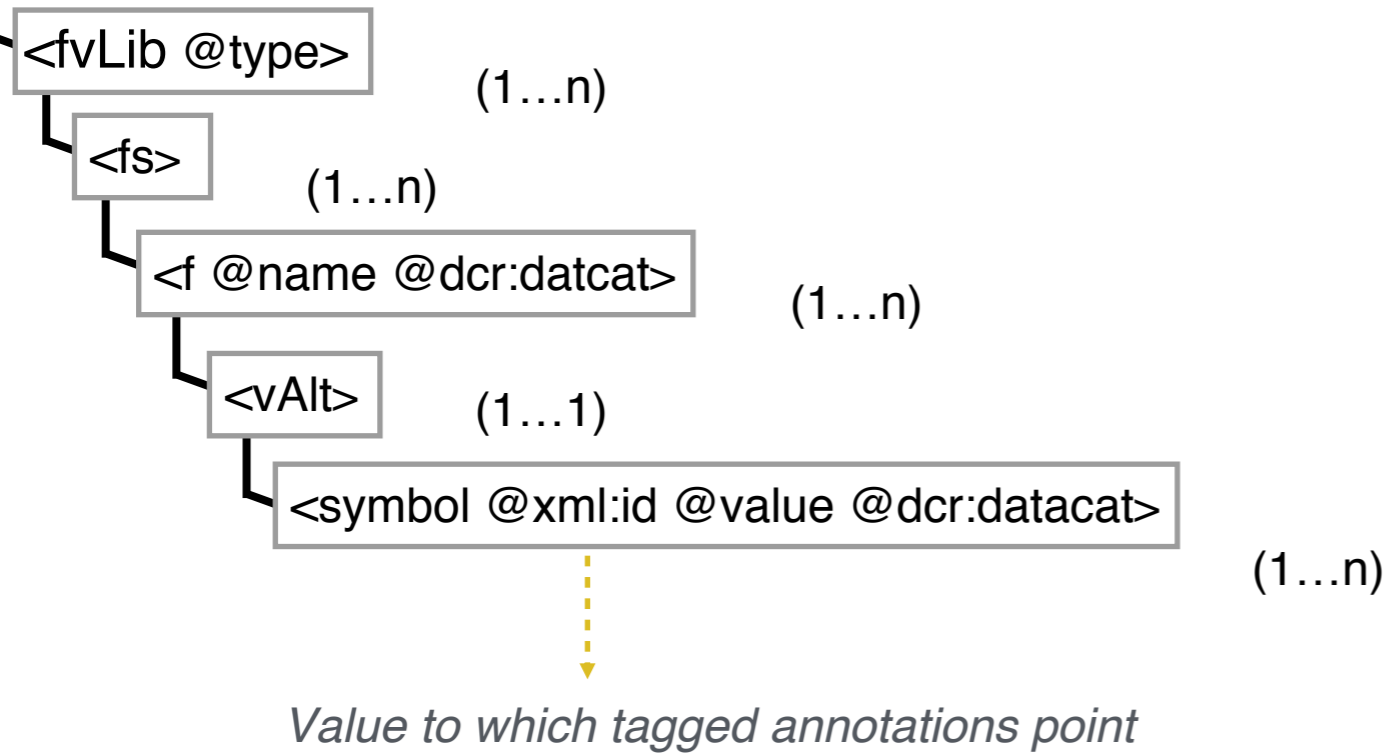 <fvLib @type>
(1…n)
<fs>
(1…n)
<f @name @dcr:datcat>
(1…n)
<vAlt>
(1…1)
<symbol @xml:id @value @dcr:datacat>
(1…n)
Value to which tagged annotations point